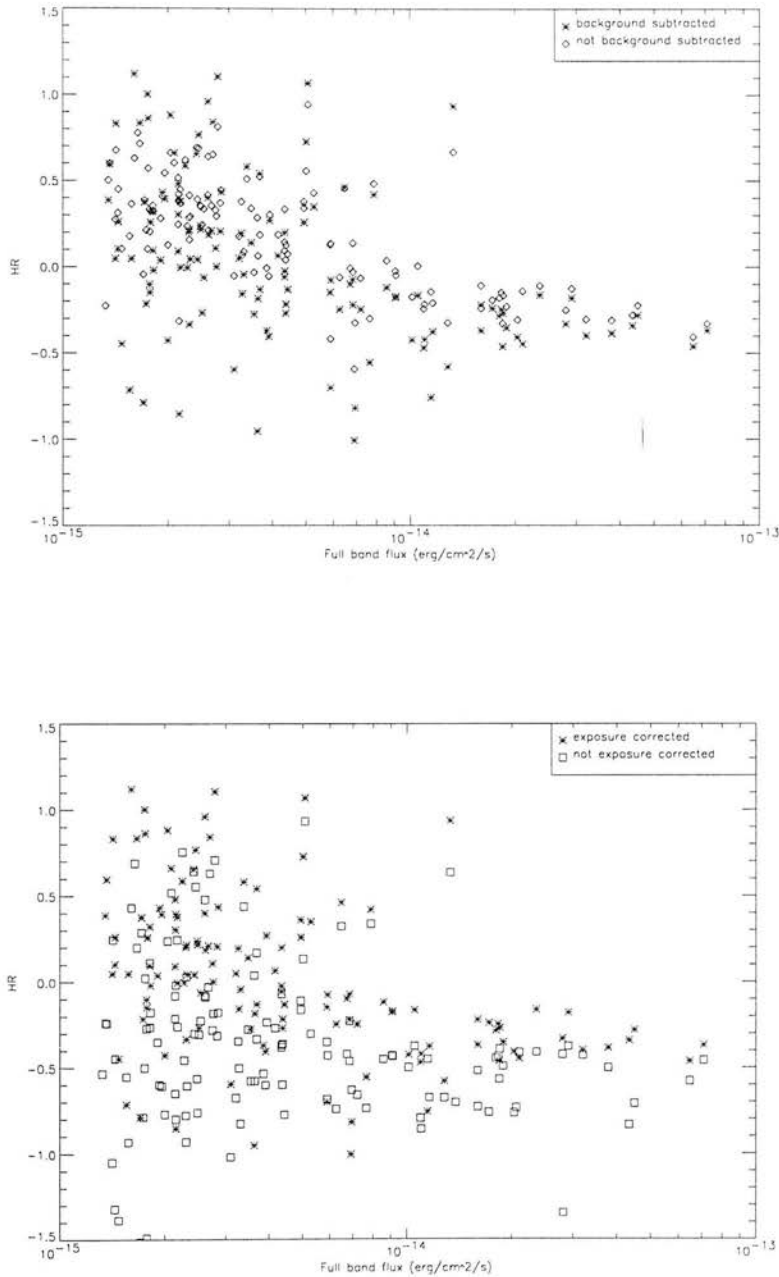 1.5
background subtracted
not background subtracted
1.0
0.5
HR
0.0
-0.5
-1.0
-1.5
10^-15
10^-14
10^-13
Full band flux (erg/cm^2/s)
1.5
exposure corrected
not exposure corrected
1.0
0.5
HR
0.0
-0.5
-1.0
-1.5
10^-15
10^-14
10^-13
Full band flux (erg/cm^2/s)